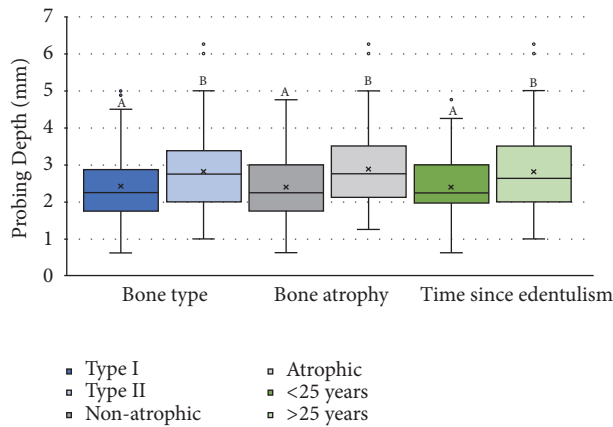 Probing Depth (mm)
7
6
5
4
3
2
1
0
A
B
A
B
A
B
Bone type
Bone atrophy
Time since edentulism
Type I
Type II
Non-atrophic
Atrophic
<25 years
>25 years